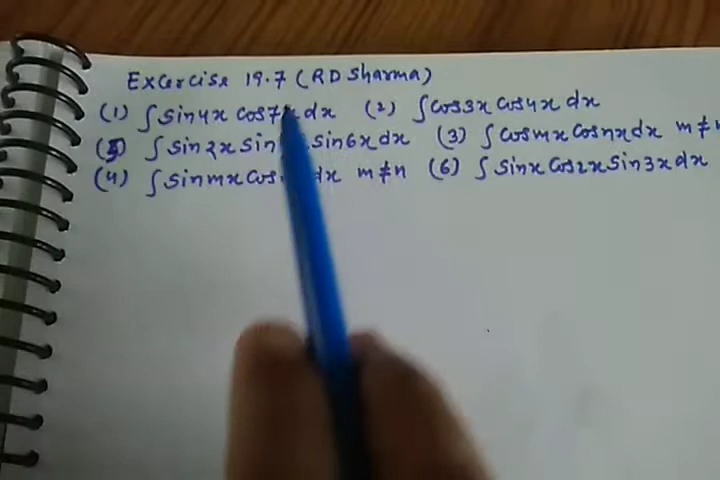 Excercise 19.7 (RD Sharma)
(1) ∫ sin4x cos7x dx (2) ∫ cos3x cos4x dx
(5) ∫ sin2x sin sin6x dx (3) ∫ cosmx cosnx dx m≠n
(4) ∫ sinmx cos dx m≠n (6) ∫ sinx cos2x sin3x dx